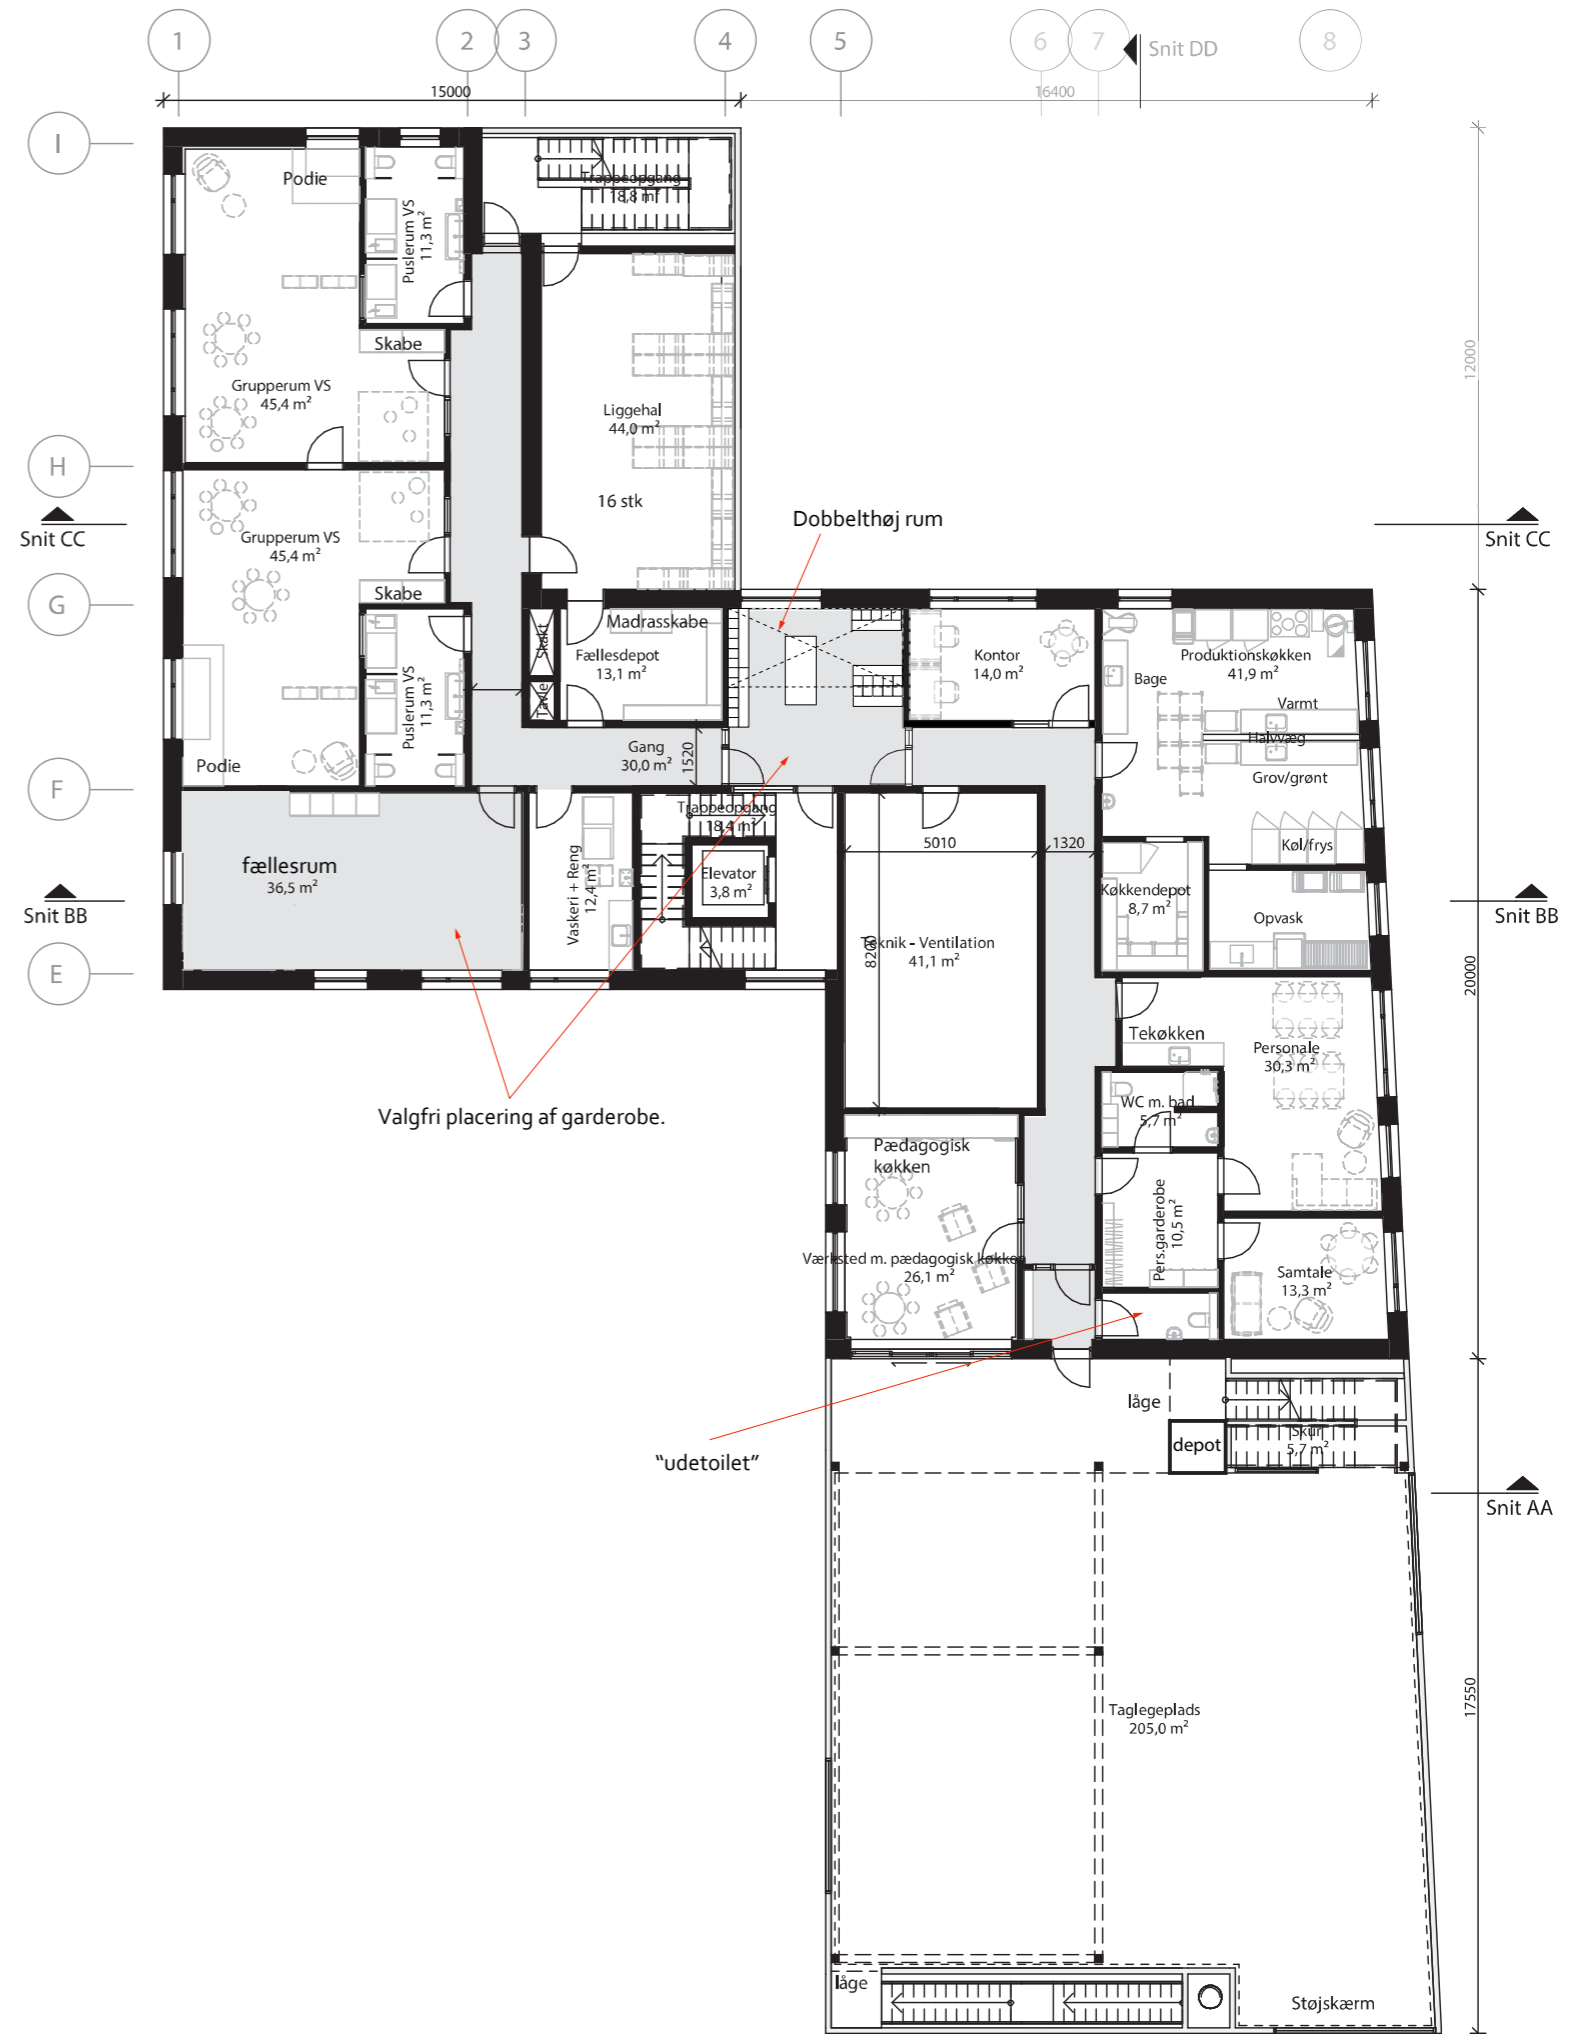 1
2
3
4
5
6
7
8
Snit DD
15000
16400
I
Podie
Trappeopgang
18,8 m²
Puslerum VS
11,3 m²
Skabe
12000
Grupperum VS
45,4 m²
Liggehal
44,0 m²
H
16 stk
Snit CC
Dobbelthøj rum
Snit CC
Grupperum VS
45,4 m²
Skabe
G
Madrasskabe
Skakt
Fællesdepot
13,1 m²
Tavle
Kontor
14,0 m²
Produktionskøkken
41,9 m²
Bage
Varmt
Halvvæg
Grov/grønt
Puslerum VS
11,3 m²
Podie
Gang
30,0 m²
1520
F
Trappeopgang
18,4 m²
Køl/frys
5010
1320
fællesrum
36,5 m²
Elevator
3,8 m²
Køkkendepot
8,7 m²
Vaskeri + Reng
12,4 m²
Snit BB
Opvask
Snit BB
Teknik - Ventilation
41,1 m²
8200
E
20000
Tekøkken
Personale
30,3 m²
Valgfri placering af garderobe.
WC m. bad
5,7 m²
Pædagogisk
køkken
Pers.garderobe
10,5 m²
Værksted m. pædagogisk køkken
26,1 m²
Samtale
13,3 m²
låge
"udetoilet"
depot
Skur
5,7 m²
Snit AA
17550
Taglegeplads
205,0 m²
låge
Støjskærm